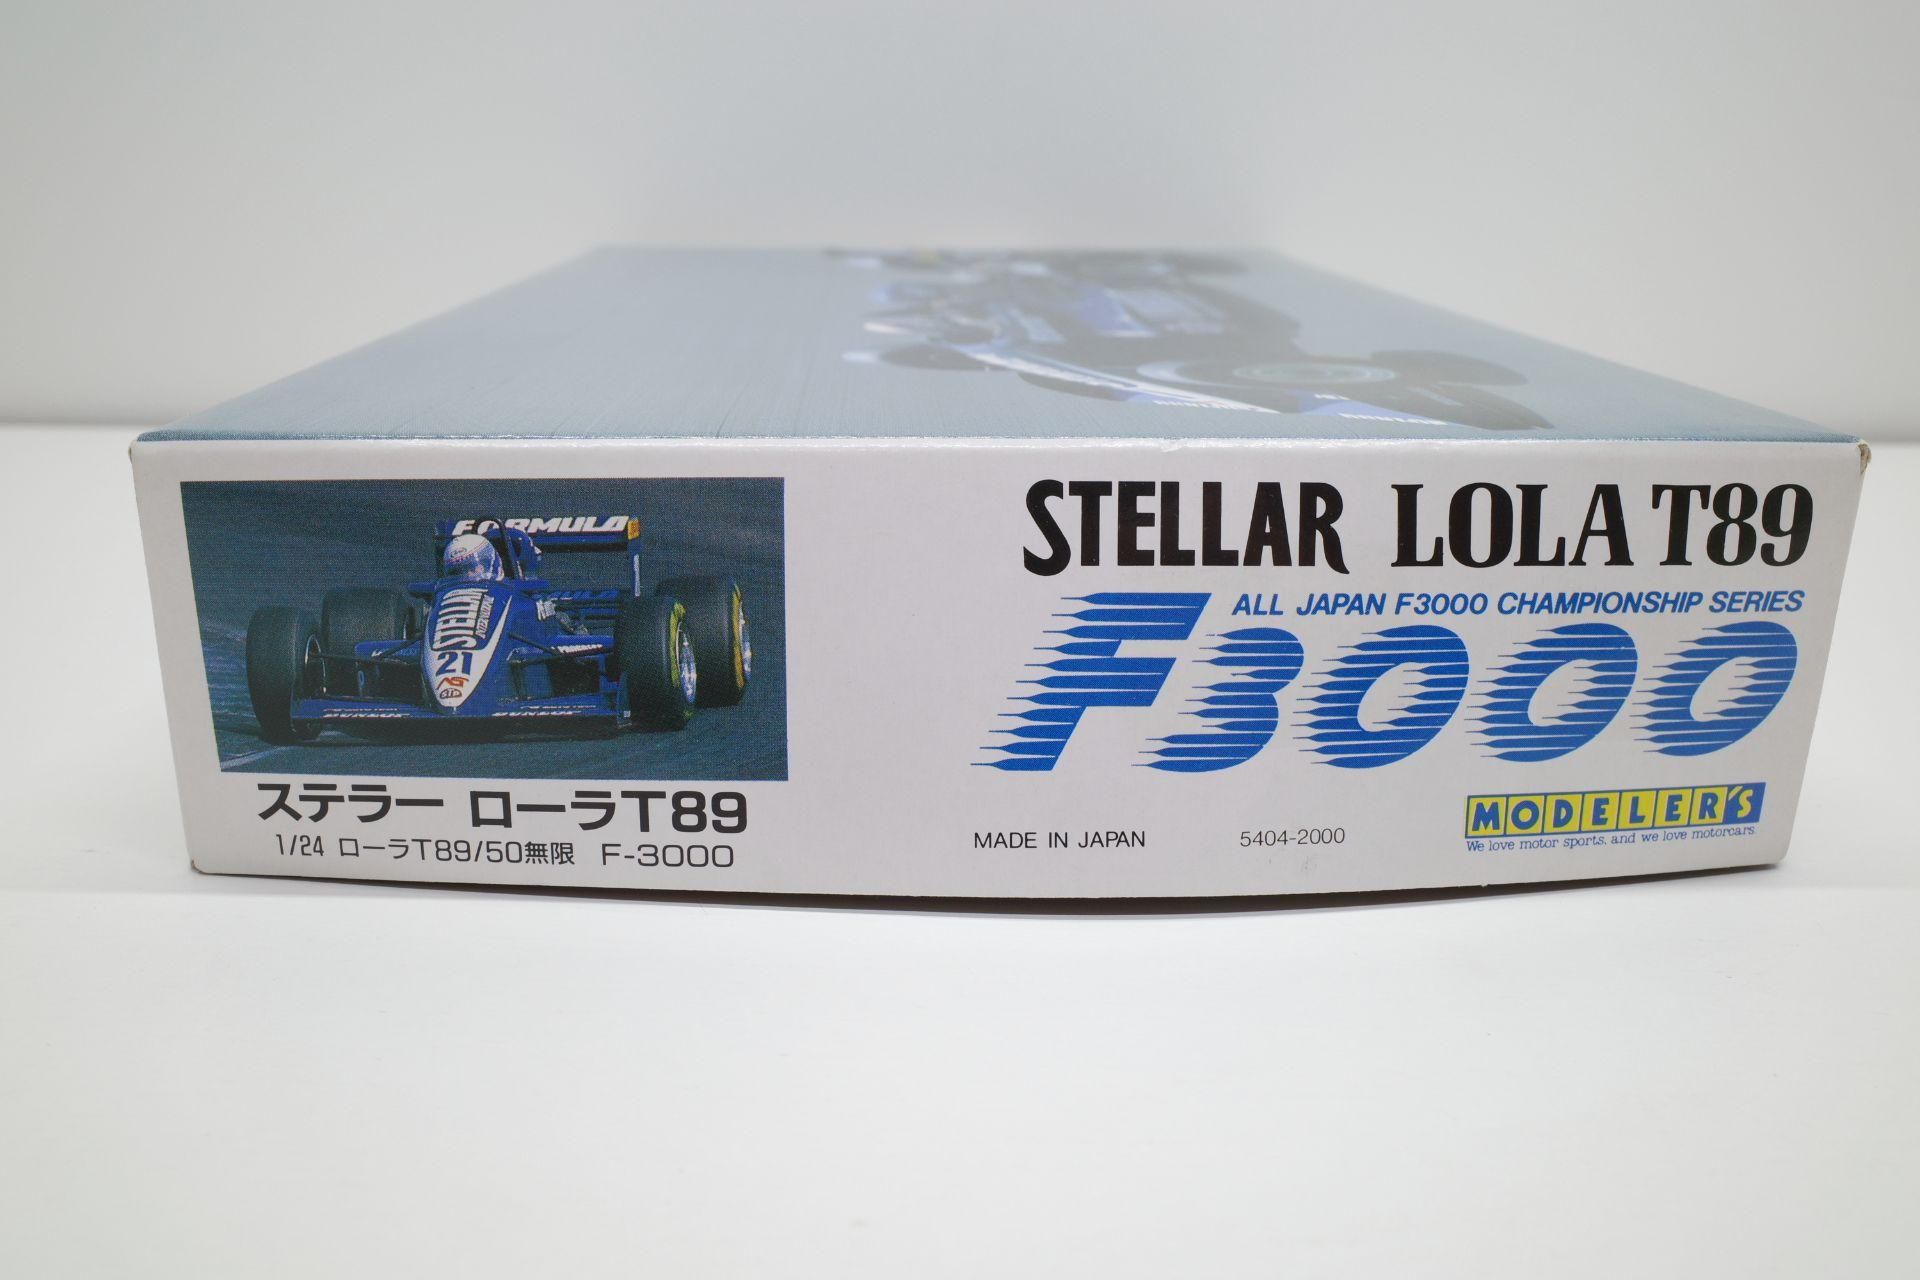 FORMULA
STELLAR
21
STP
DUNLOP
DUNLOP
ステラー ローラT89
1/24 ローラT89/50無限 F-3000
STELLAR LOLA T89
ALL JAPAN F3000 CHAMPIONSHIP SERIES
F3000
MADE IN JAPAN 5404-2000
MODELER'S
We love motor sports. and we love motorcars.